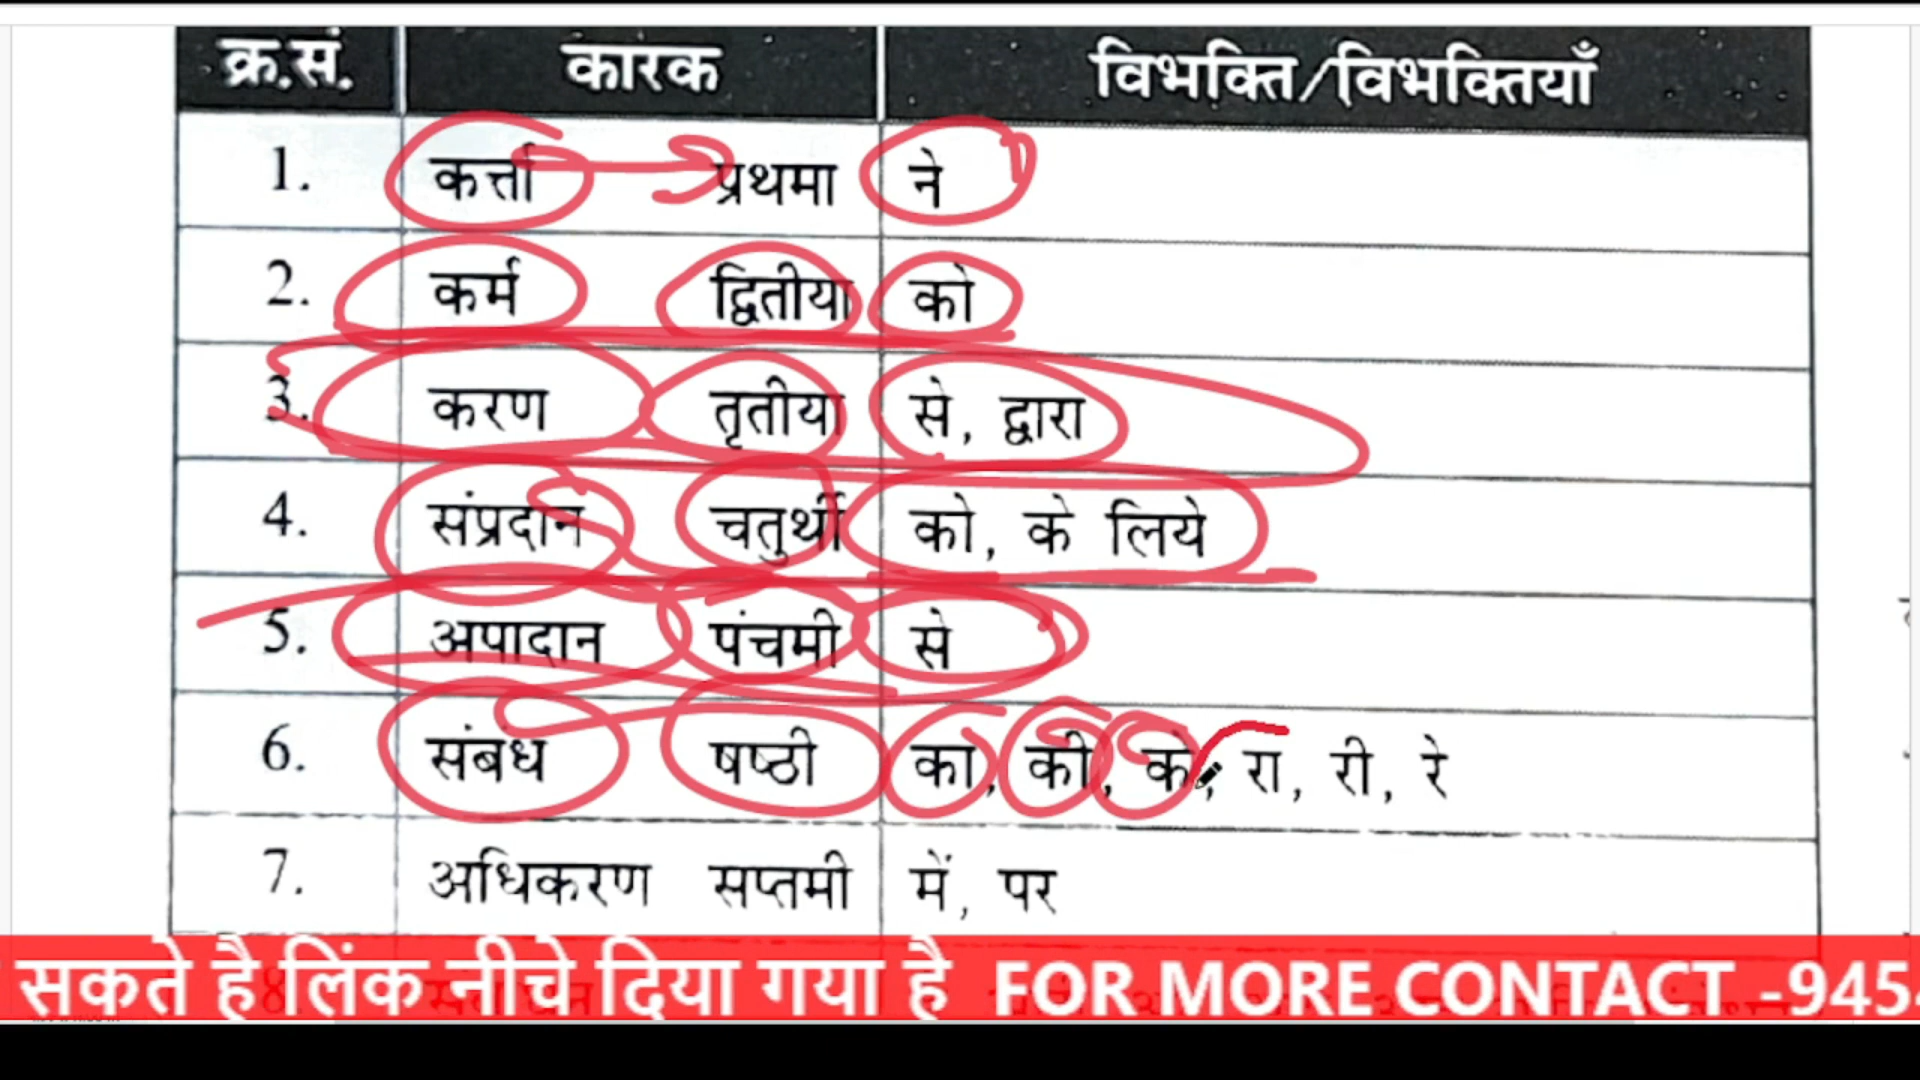 क्र.सं. कारक विभक्ति/विभक्तियाँ
1. कर्त्ता प्रथमा ने
2. कर्म द्वितीया को
3. करण तृतीया से, द्वारा
4. संप्रदान चतुर्थी को, के लिये
5. अपादान पंचमी से
6. संबंध षष्ठी का, की, के, रा, री, रे
7. अधिकरण सप्तमी में, पर
सकते है लिंक नीचे दिया गया है FOR MORE CONTACT -945